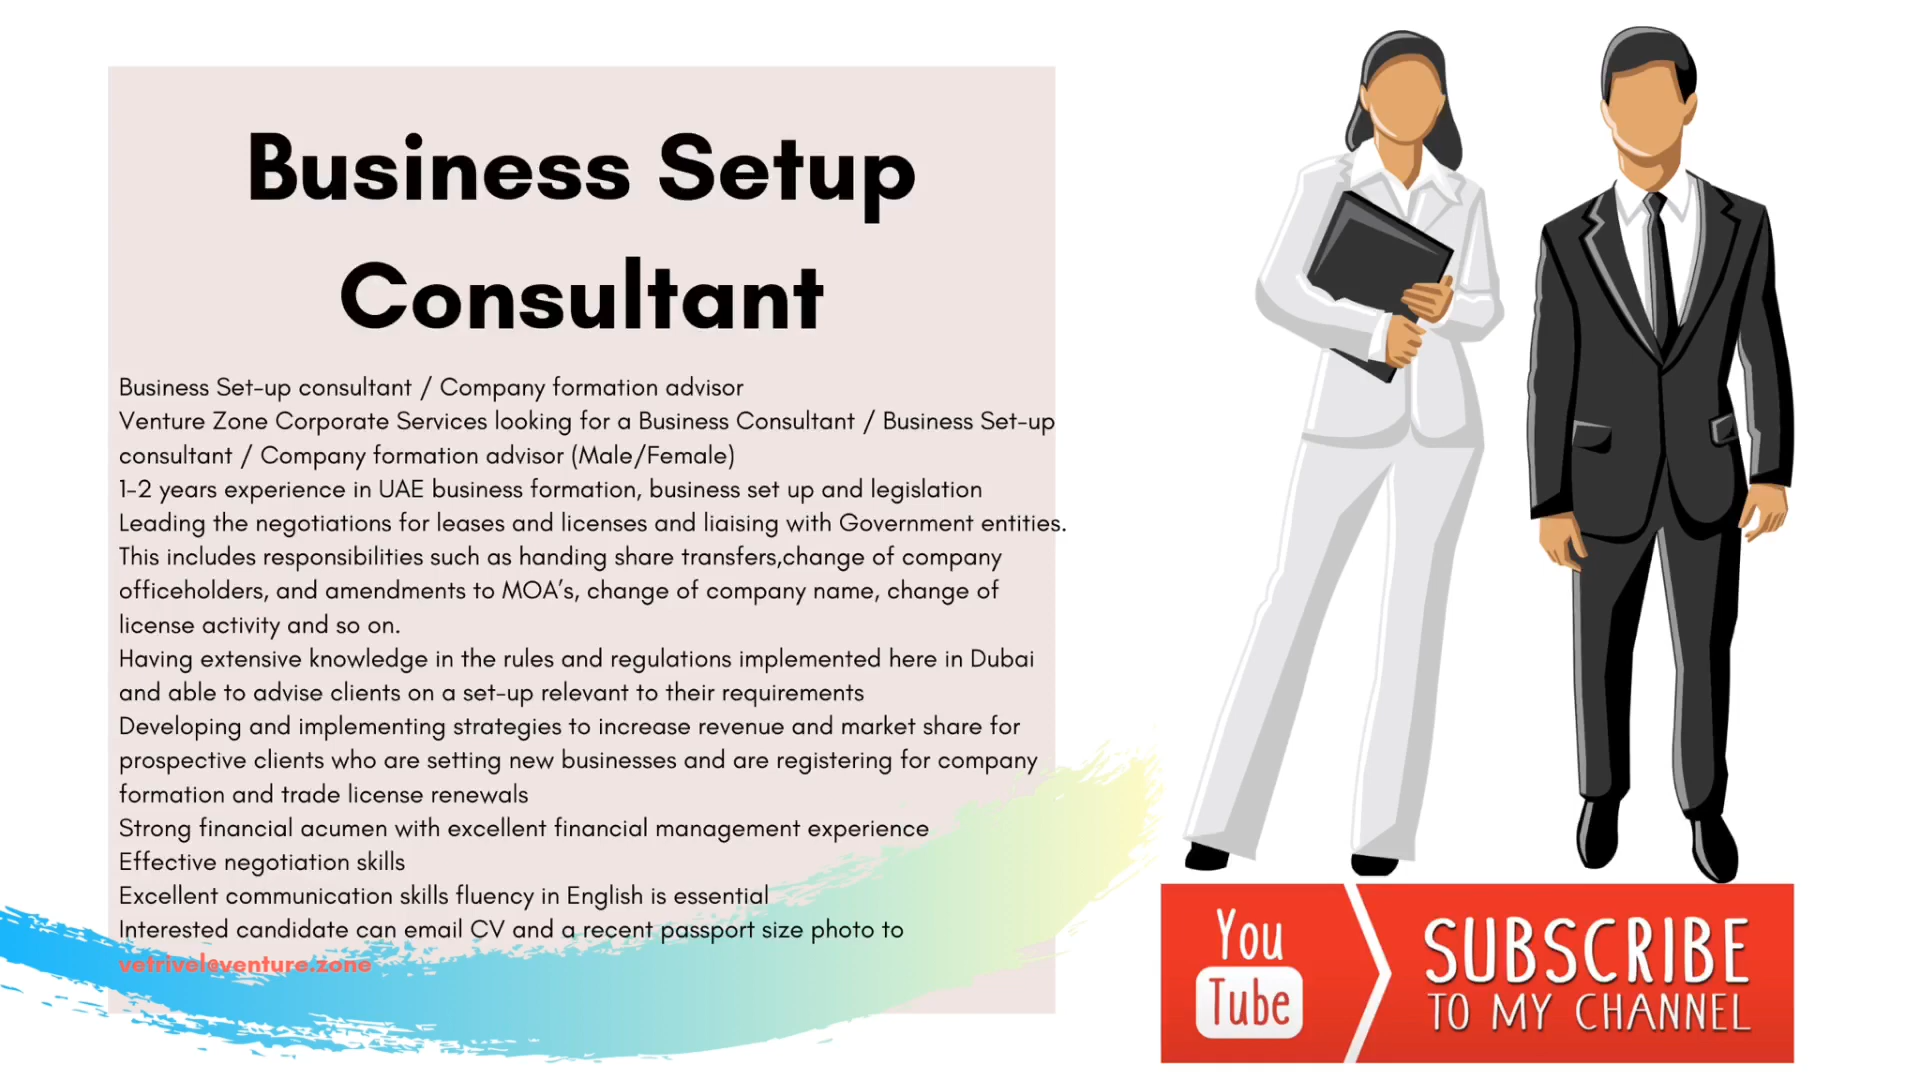 Business Setup
Consultant
Business Set-up consultant / Company formation advisor
Venture Zone Corporate Services looking for a Business Consultant / Business Set-up
consultant / Company formation advisor (Male/Female)
1-2 years experience in UAE business formation, business set up and legislation
Leading the negotiations for leases and licenses and liaising with Government entities.
This includes responsibilities such as handing share transfers,change of company
officeholders, and amendments to MOA's, change of company name, change of
license activity and so on.
Having extensive knowledge in the rules and regulations implemented here in Dubai
and able to advise clients on a set-up relevant to their requirements
Developing and implementing strategies to increase revenue and market share for
prospective clients who are setting new businesses and are registering for company
formation and trade license renewals
Strong financial acumen with excellent financial management experience
Effective negotiation skills
Excellent communication skills fluency in English is essential
Interested candidate can email CV and a recent passport size photo to
vetrivel@venture.zone
You
Tube
SUBSCRIBE
TO MY CHANNEL